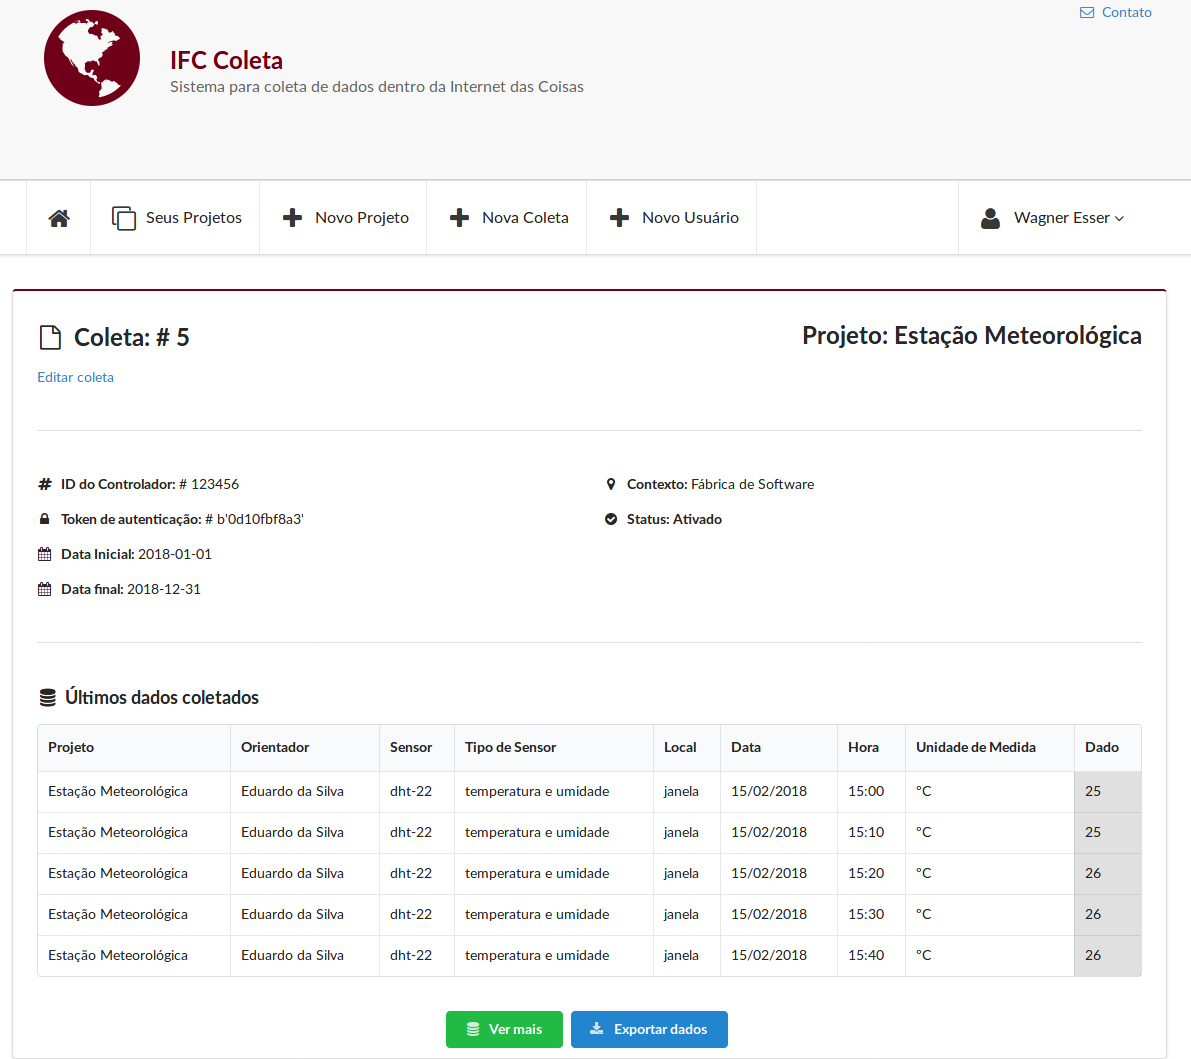 Contato
IFC Coleta
Sistema para coleta de dados dentro da Internet das Coisas
Seus Projetos Novo Projeto Nova Coleta Novo Usuário Wagner Esser
Coleta: # 5 Projeto: Estação Meteorológica
Editar coleta
ID do Controlador: # 123456 Contexto: Fábrica de Software
Token de autenticação: # b'0d10fbf8a3' Status: Ativado
Data Inicial: 2018-01-01
Data final: 2018-12-31
Últimos dados coletados
Projeto Orientador Sensor Tipo de Sensor Local Data Hora Unidade de Medida Dado
Estação Meteorológica Eduardo da Silva dht-22 temperatura e umidade janela 15/02/2018 15:00 °C 25
Estação Meteorológica Eduardo da Silva dht-22 temperatura e umidade janela 15/02/2018 15:10 °C 25
Estação Meteorológica Eduardo da Silva dht-22 temperatura e umidade janela 15/02/2018 15:20 °C 26
Estação Meteorológica Eduardo da Silva dht-22 temperatura e umidade janela 15/02/2018 15:30 °C 26
Estação Meteorológica Eduardo da Silva dht-22 temperatura e umidade janela 15/02/2018 15:40 °C 26
Ver mais Exportar dados